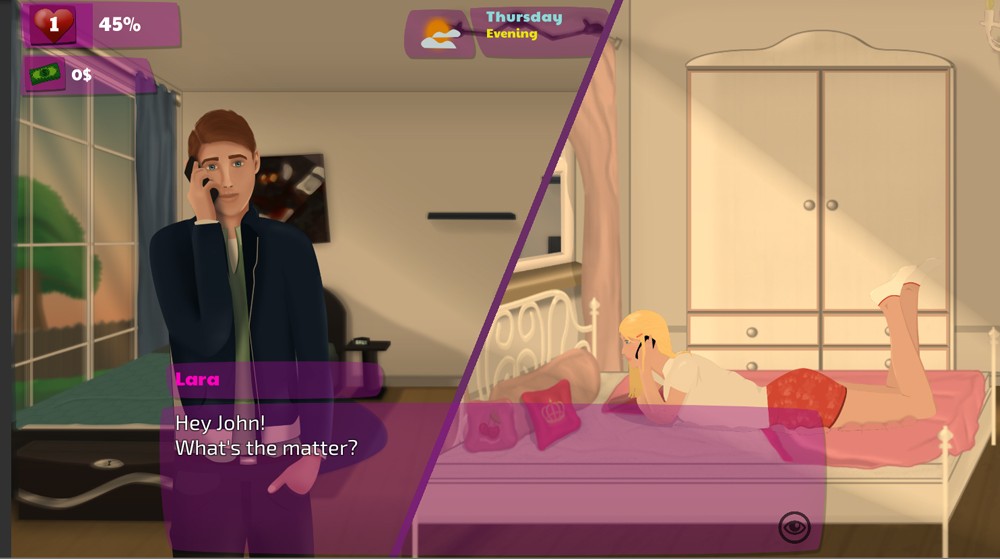 1
45%
0$
Thursday
Evening
Lara
Hey John!
What's the matter?